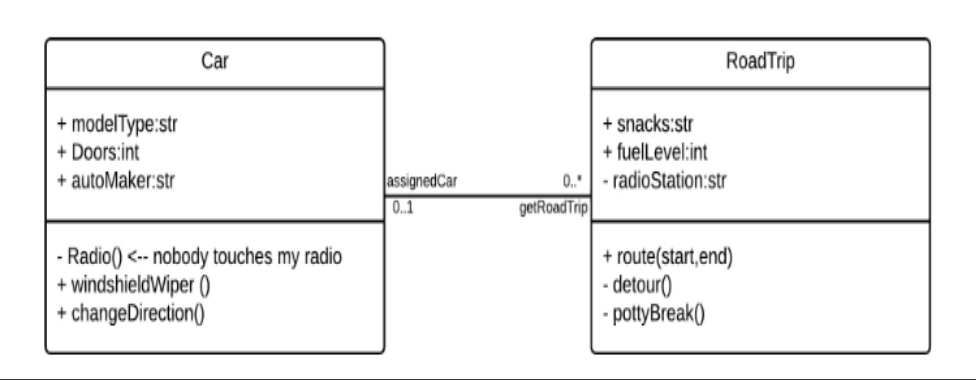 Car
+ modelType:str
+ Doors:int
+ autoMaker:str
- Radio() <-- nobody touches my radio
+ windshieldWiper ()
+ changeDirection()
assignedCar
0..*
0..1
getRoadTrip
RoadTrip
+ snacks:str
+ fuelLevel:int
- radioStation:str
+ route(start,end)
- detour()
- pottyBreak()